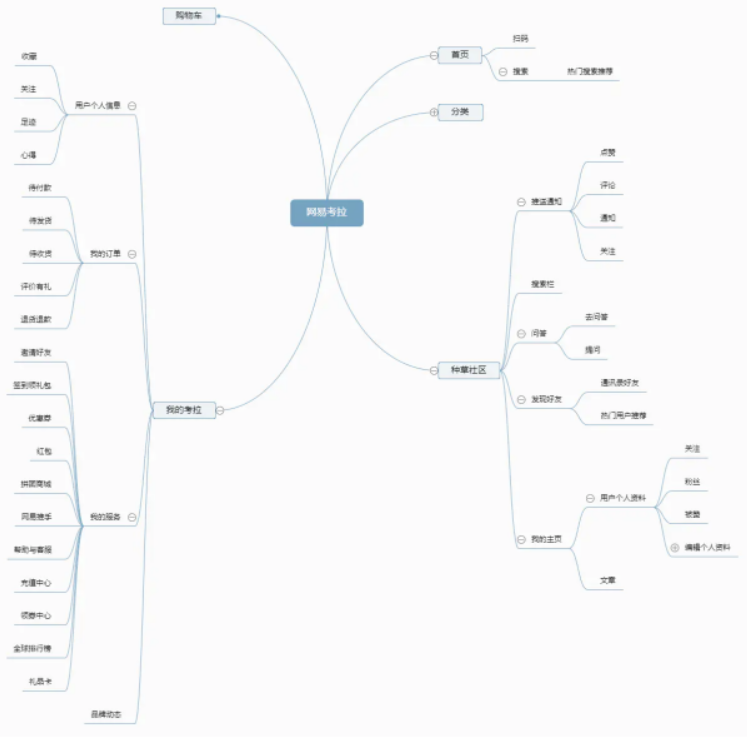 网易考拉
首页
扫码
搜索
热门搜索推荐
分类
种草社区
推送通知
点赞
评论
通知
关注
搜索栏
问答
去问答
提问
发现好友
通讯录好友
热门用户推荐
我的主页
用户个人资料
关注
粉丝
被赞
编辑个人资料
文章
购物车
我的考拉
用户个人信息
收藏
关注
足迹
心得
我的订单
待付款
待发货
待收货
评价有礼
退货退款
我的服务
邀请好友
签到领礼包
优惠券
红包
拼团商城
网易推手
帮助与客服
充值中心
领券中心
全球排行榜
礼品卡
品牌动态